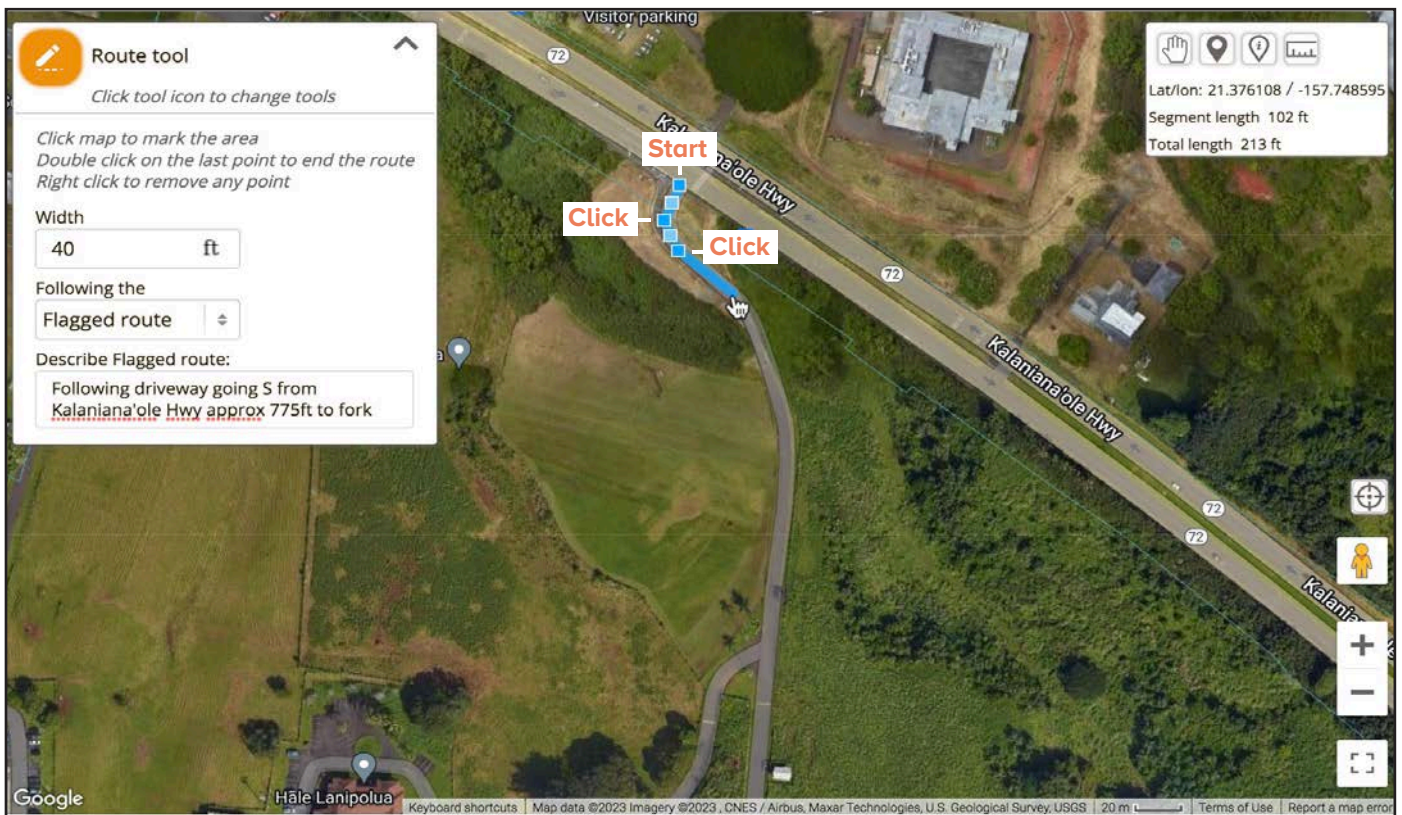 Route tool
Click tool icon to change tools
Click map to mark the area
Double click on the last point to end the route
Right click to remove any point
Width
40 ft
Following the
Flagged route
Describe Flagged route:
Following driveway going S from
Kalaniana'ole Hwy approx 775ft to fork
Visitor parking
72
Kalaniana'ole Hwy
Start
Click
Click
72
a
Kalaniana'ole Hwy
72
72
Kalania
Lat/lon: 21.376108 / -157.748595
Segment length 102 ft
Total length 213 ft
Hāle Lanipolua
Google
Keyboard shortcuts Map data ©2023 Imagery ©2023 , CNES / Airbus, Maxar Technologies, U.S. Geological Survey, USGS 20 m Terms of Use Report a map error